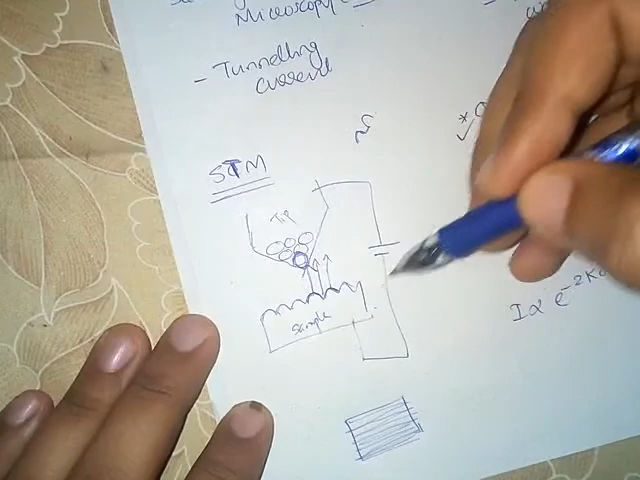 Microscopy
- Tunnelling
Current
STM
Tip
Sample
I α e^-2K